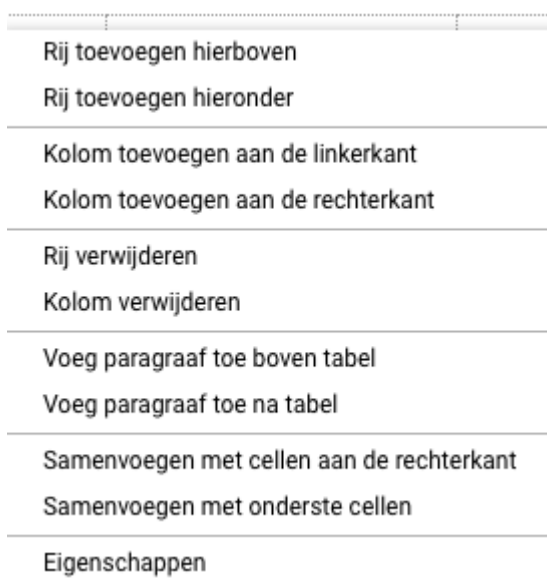 Rij toevoegen hierboven
Rij toevoegen hieronder
Kolom toevoegen aan de linkerkant
Kolom toevoegen aan de rechterkant
Rij verwijderen
Kolom verwijderen
Voeg paragraaf toe boven tabel
Voeg paragraaf toe na tabel
Samenvoegen met cellen aan de rechterkant
Samenvoegen met onderste cellen
Eigenschappen